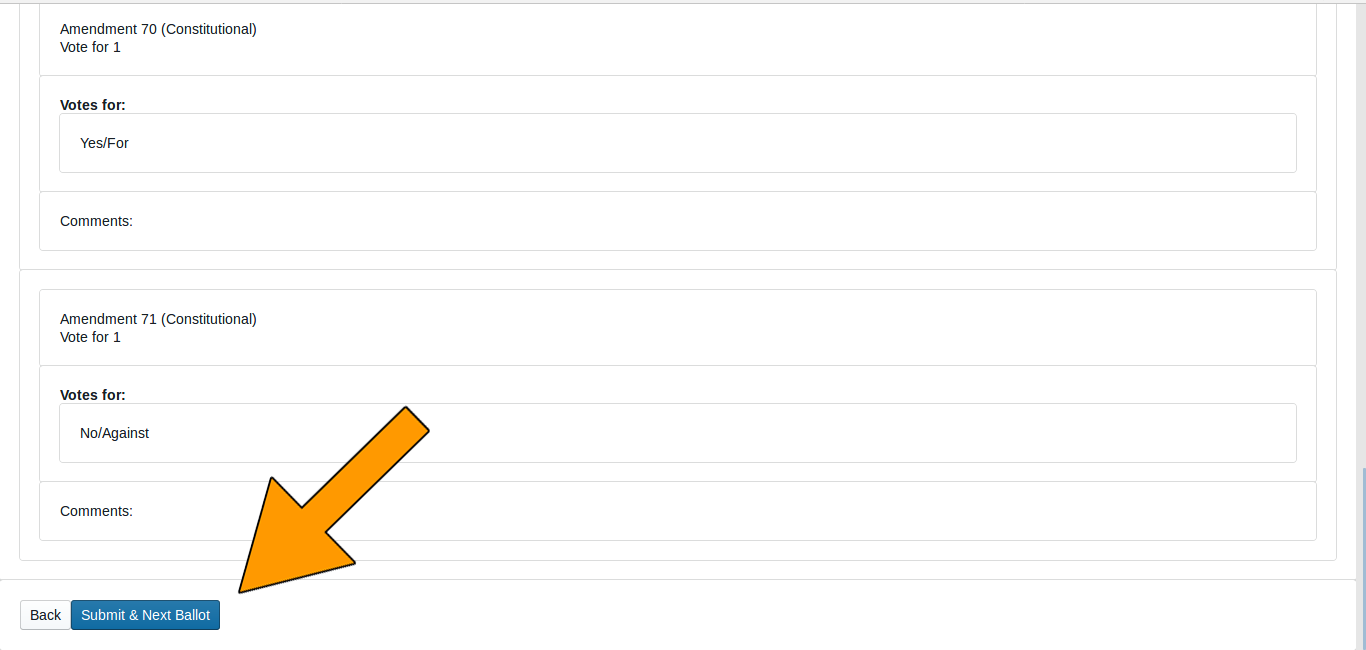 Amendment 70 (Constitutional)
Vote for 1
Votes for:
Yes/For
Comments:
Amendment 71 (Constitutional)
Vote for 1
Votes for:
No/Against
Comments:
Back Submit & Next Ballot